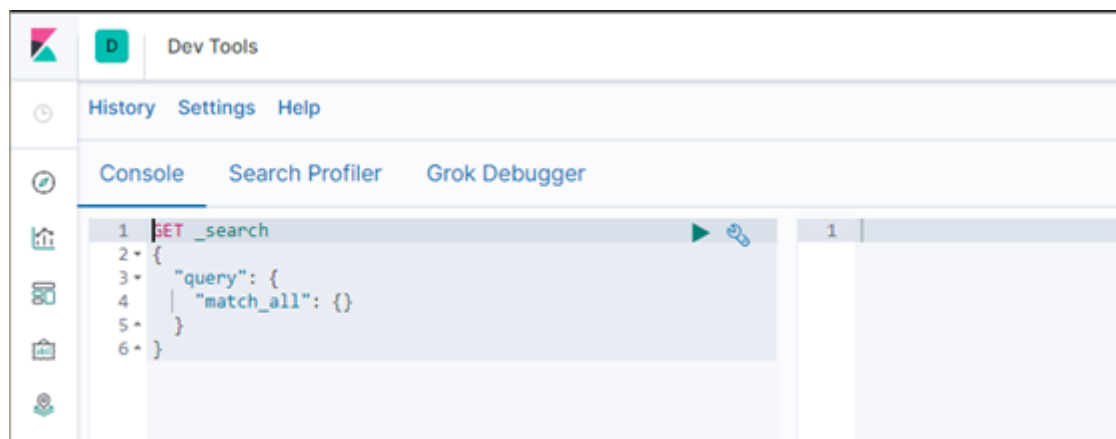 D Dev Tools
History Settings Help
Console Search Profiler Grok Debugger
1 GET _search
2 {
3 "query": {
4 "match_all": {}
5 }
6 }
1